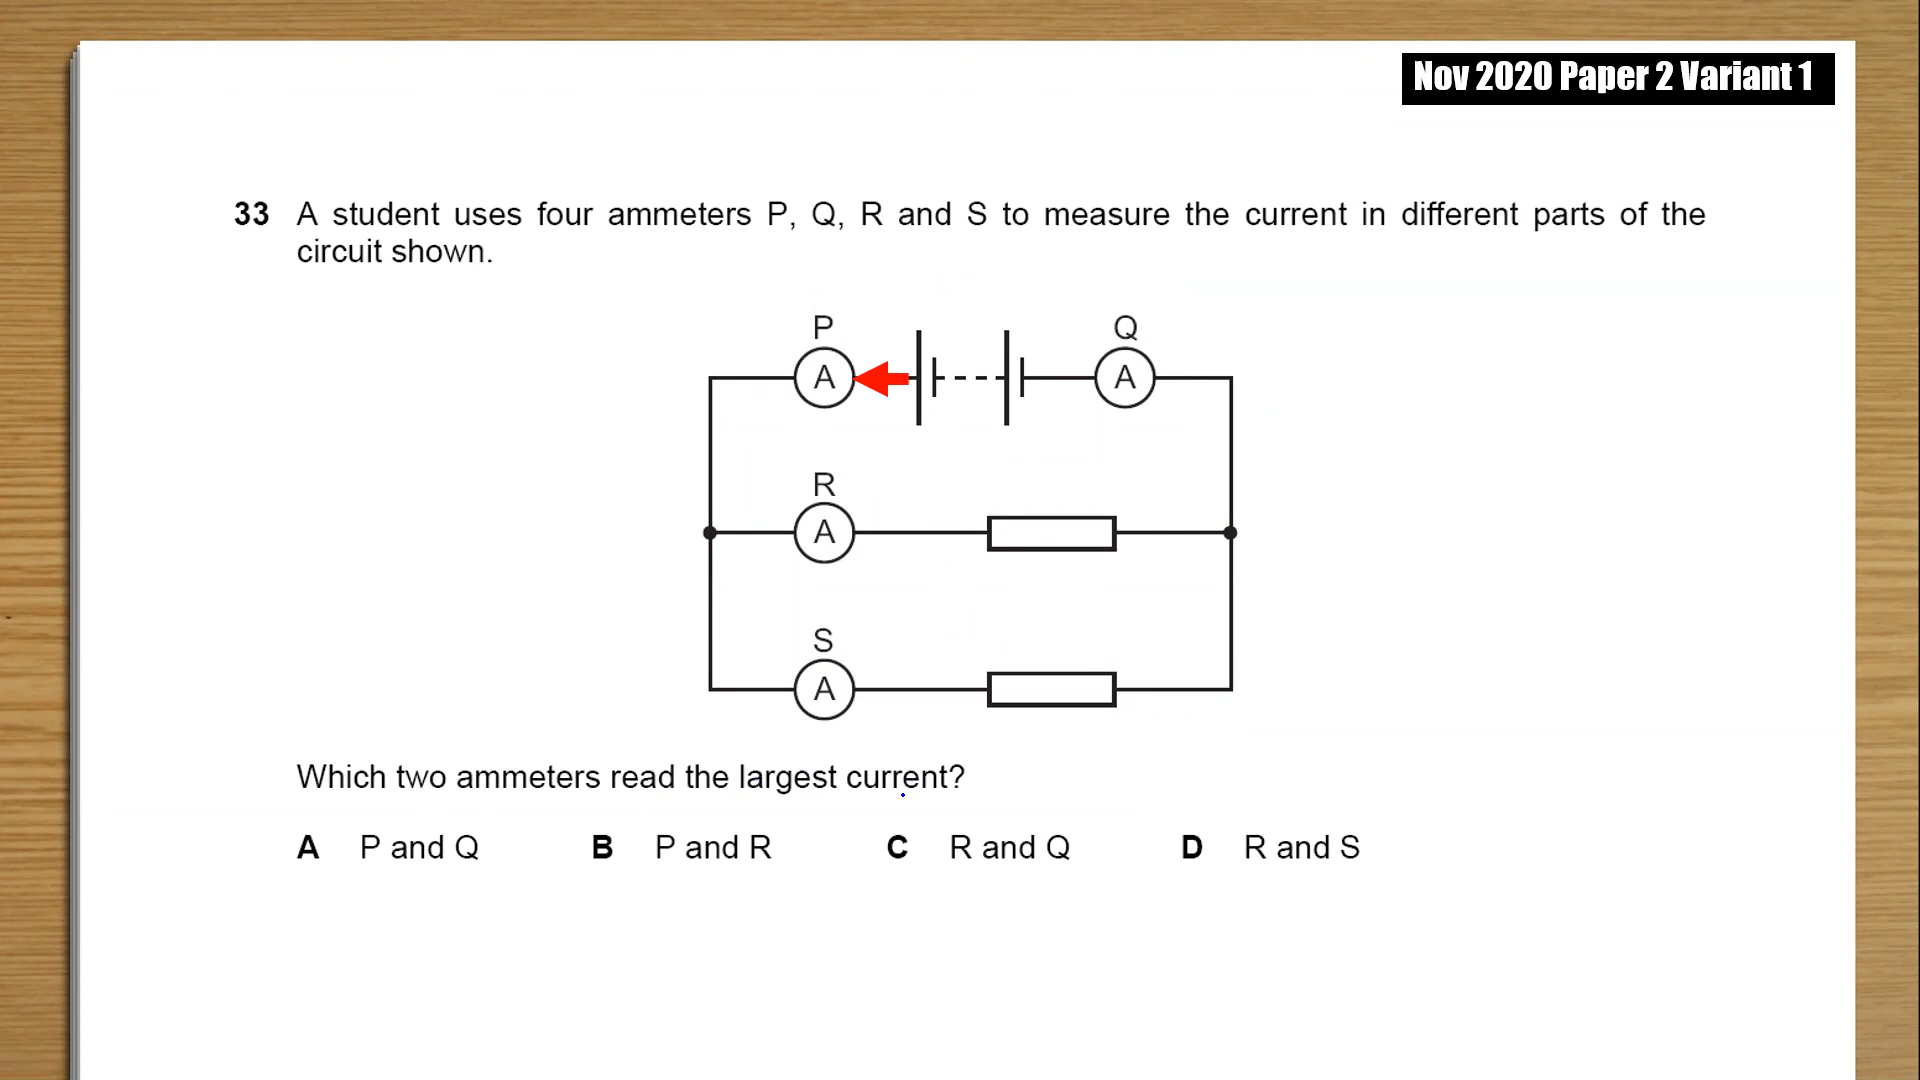 Nov 2020 Paper 2 Variant 1
33 A student uses four ammeters P, Q, R and S to measure the current in different parts of the
circuit shown.
P Q
A A
R
A
S
A
Which two ammeters read the largest current?
A P and Q B P and R C R and Q D R and S